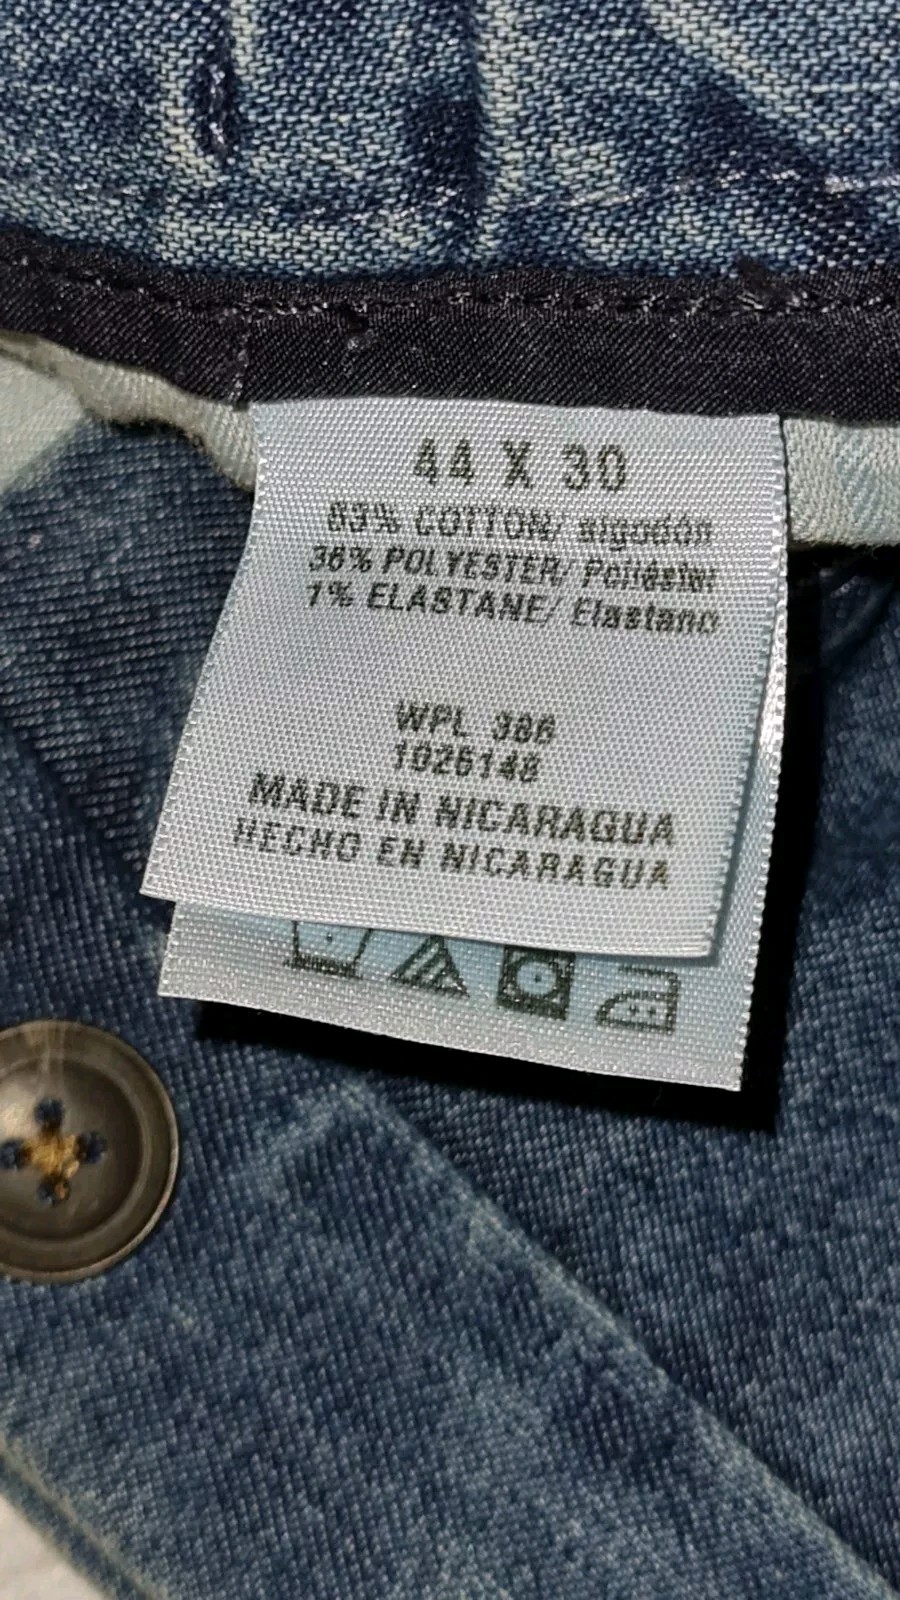 44 X 30
63% COTTON/ algodón
36% POLYESTER/ Poliéster
1% ELASTANE/ Elastano
WPL 386
1026148
MADE IN NICARAGUA
HECHO EN NICARAGUA